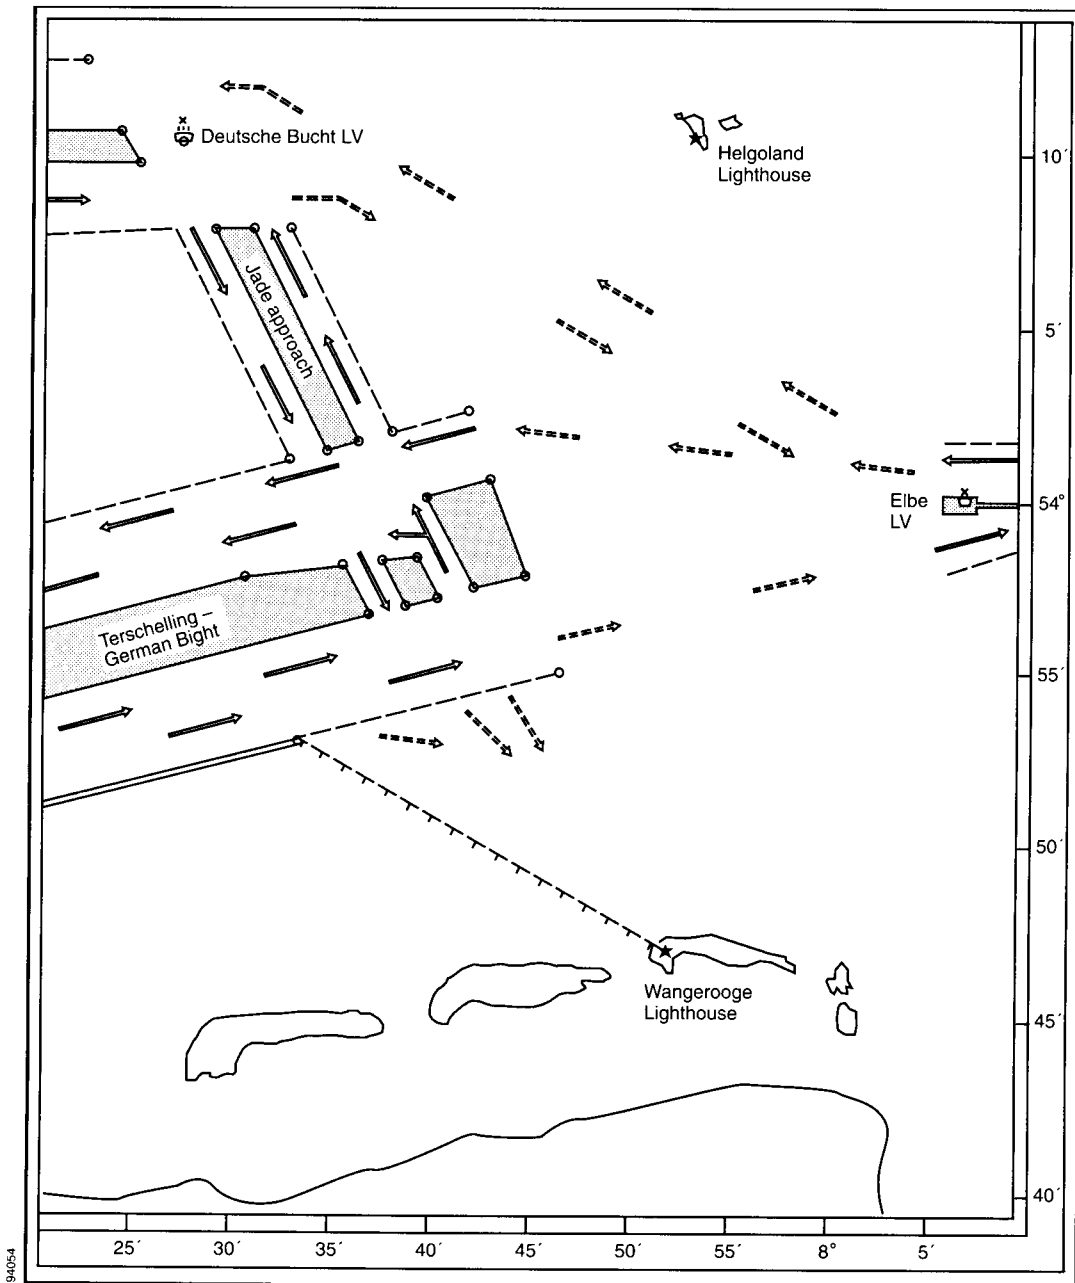 Deutsche Bucht LV
Helgoland
Lighthouse
10´
Jade approach
5´
Elbe
LV
54°
Terschelling –
German Bight
55´
50´
Wangerooge
Lighthouse
45´
40´
25´
30´
35´
40´
45´
50´
55´
8°
5´
94054